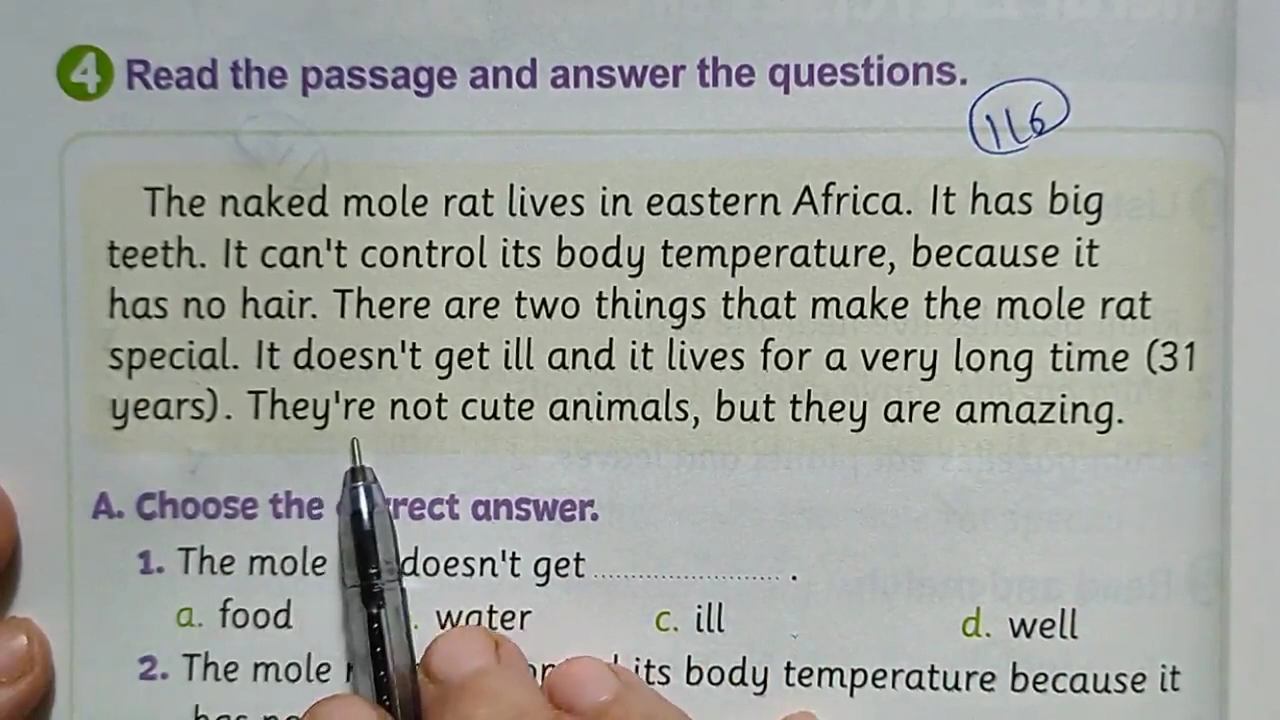 4 Read the passage and answer the questions.
116
The naked mole rat lives in eastern Africa. It has big
teeth. It can't control its body temperature, because it
has no hair. There are two things that make the mole rat
special. It doesn't get ill and it lives for a very long time (31
years). They're not cute animals, but they are amazing.
A. Choose the correct answer.
1. The mole doesn't get .
a. food . water c. ill d. well
2. The mole its body temperature because it
has no